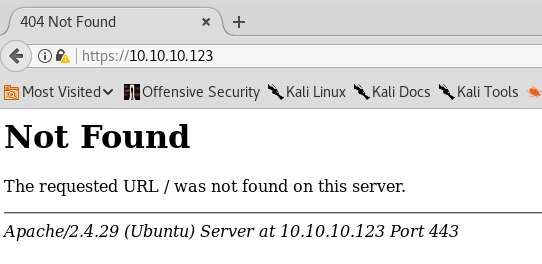 404 Not Found
https://10.10.10.123
Most Visited Offensive Security Kali Linux Kali Docs Kali Tools
Not Found
The requested URL / was not found on this server.
Apache/2.4.29 (Ubuntu) Server at 10.10.10.123 Port 443